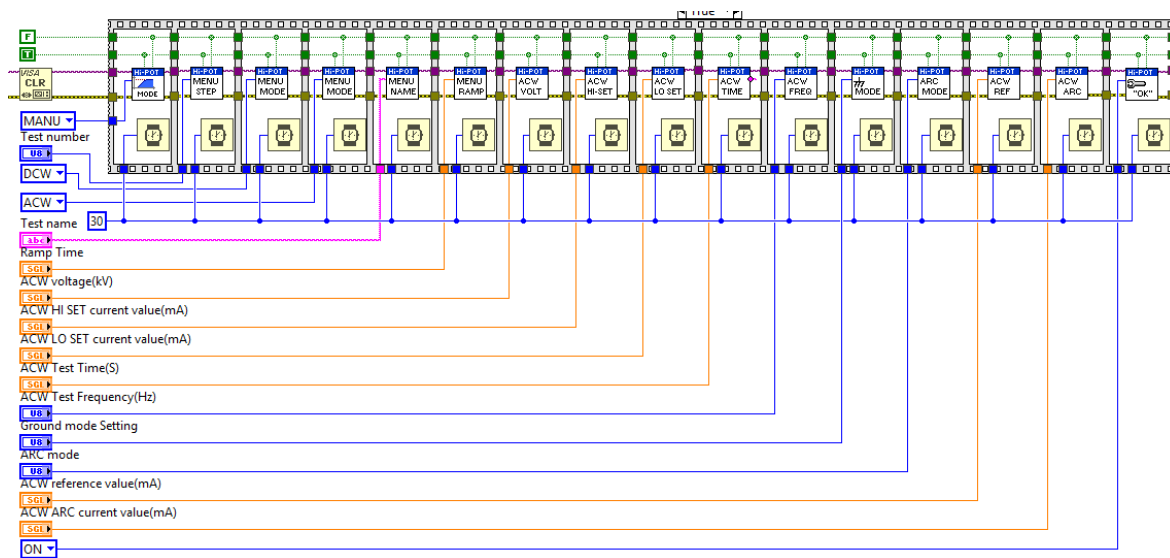 True
F
T
VISA
CLR
HI-POT
MODE
HI-POT
MENU
STEP
HI-POT
MENU
MODE
HI-POT
MENU
MODE
HI-POT
MENU
NAME
HI-POT
MENU
RAMP
HI-POT
ACW
VOLT
HI-POT
ACW
HI-SET
HI-POT
ACW
LO SET
HI-POT
ACW
TIME
HI-POT
ACW
FREQ
HI-POT
MODE
HI-POT
ARC
MODE
HI-POT
ACW
REF
HI-POT
ACW
ARC
HI-POT
"OK"
MANU
Test number
U8
DCW
ACW
Test name
30
abc
Ramp Time
SGL
ACW voltage(kV)
SGL
ACW HI SET current value(mA)
SGL
ACW LO SET current value(mA)
SGL
ACW Test Time(S)
SGL
ACW Test Frequency(Hz)
U8
Ground mode Setting
U8
ARC mode
U8
ACW reference value(mA)
SGL
ACW ARC current value(mA)
SGL
ON